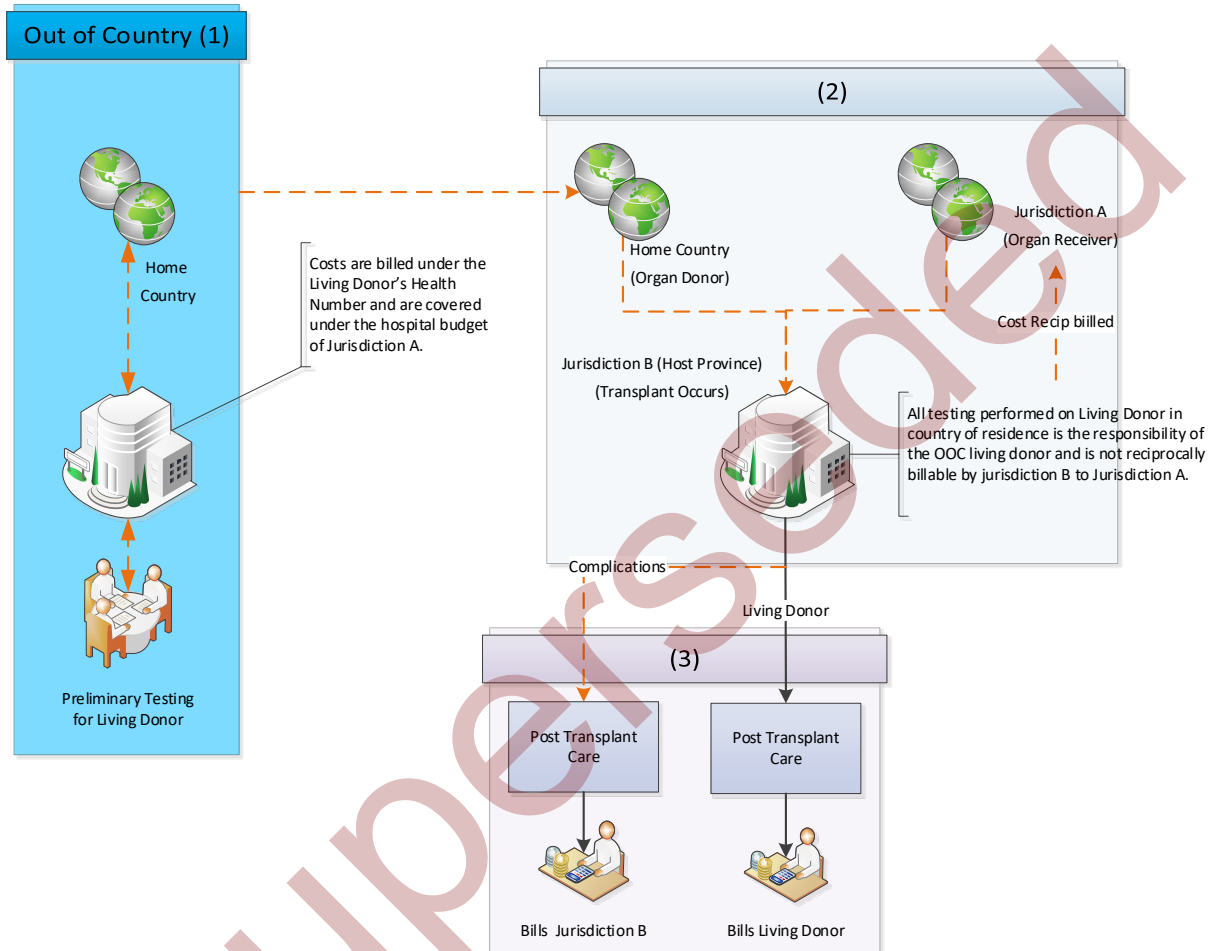 Out of Country (1)
Home
Country
Costs are billed under the
Living Donor's Health
Number and are covered
under the hospital budget
of Jurisdiction A.
Preliminary Testing
for Living Donor
(2)
Home Country
(Organ Donor)
Jurisdiction A
(Organ Receiver)
Cost Recip billed
Jurisdiction B (Host Province)
(Transplant Occurs)
All testing performed on Living Donor in
country of residence is the responsibility of
the OOC living donor and is not reciprocally
billable by jurisdiction B to Jurisdiction A.
Complications
Living Donor
(3)
Post Transplant
Care
Post Transplant
Care
Bills Jurisdiction B
Bills Living Donor
uperseded